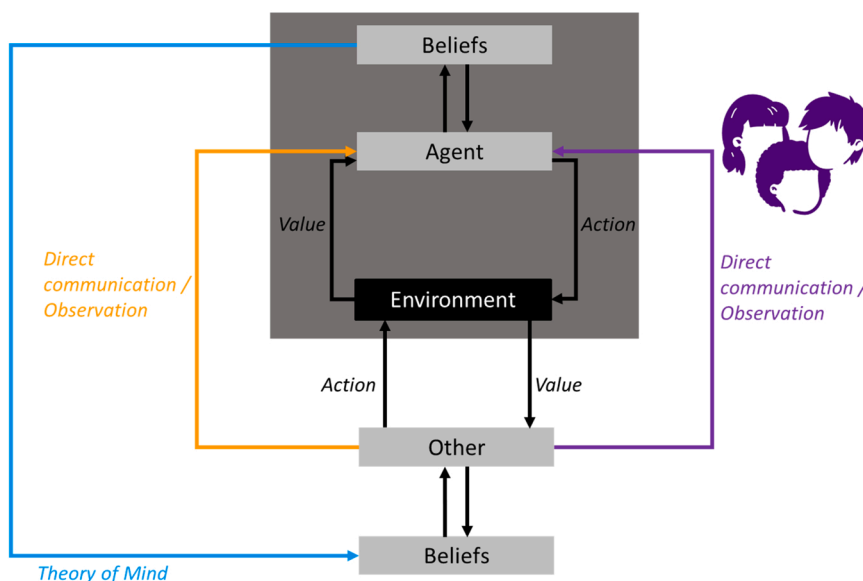 Beliefs
Agent
Value
Action
Direct
communication /
Observation
Direct
communication /
Observation
Environment
Action
Value
Other
Beliefs
Theory of Mind